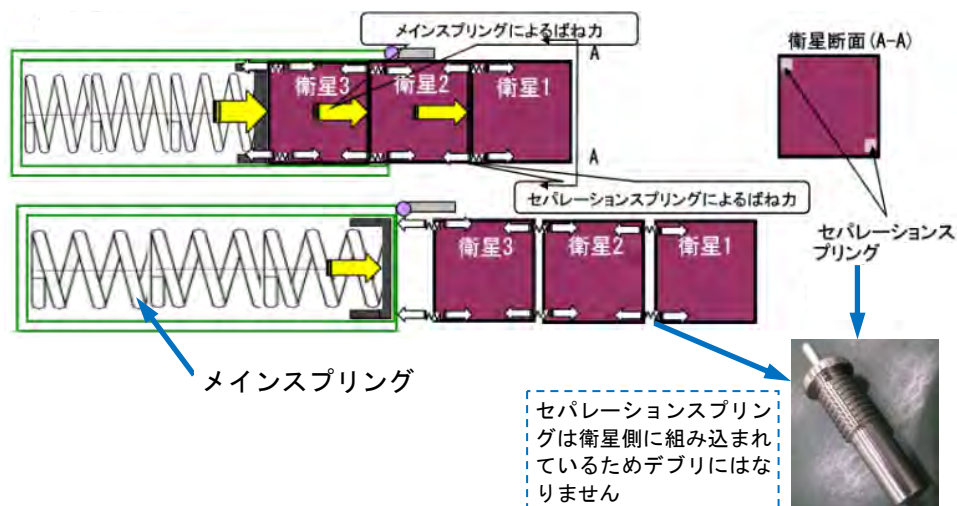 メインスプリングによるばね力
A
衛星断面(A-A)
衛星3
衛星2
衛星1
A
セパレーションスプリングによるばね力
衛星3
衛星2
衛星1
セパレーションス
プリング
メインスプリング
セパレーションスプリン
グは衛星側に組み込まれ
ているためデブリにはな
りません